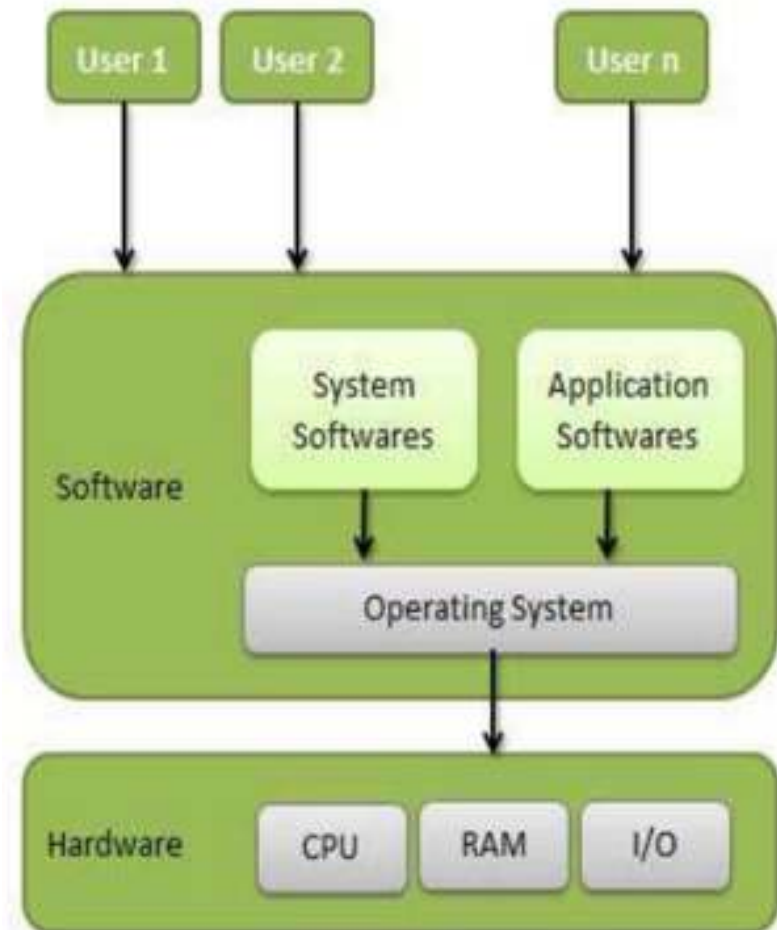 User 1
User 2
User n
Software
System
Softwares
Application
Softwares
Operating System
Hardware
CPU
RAM
I/O